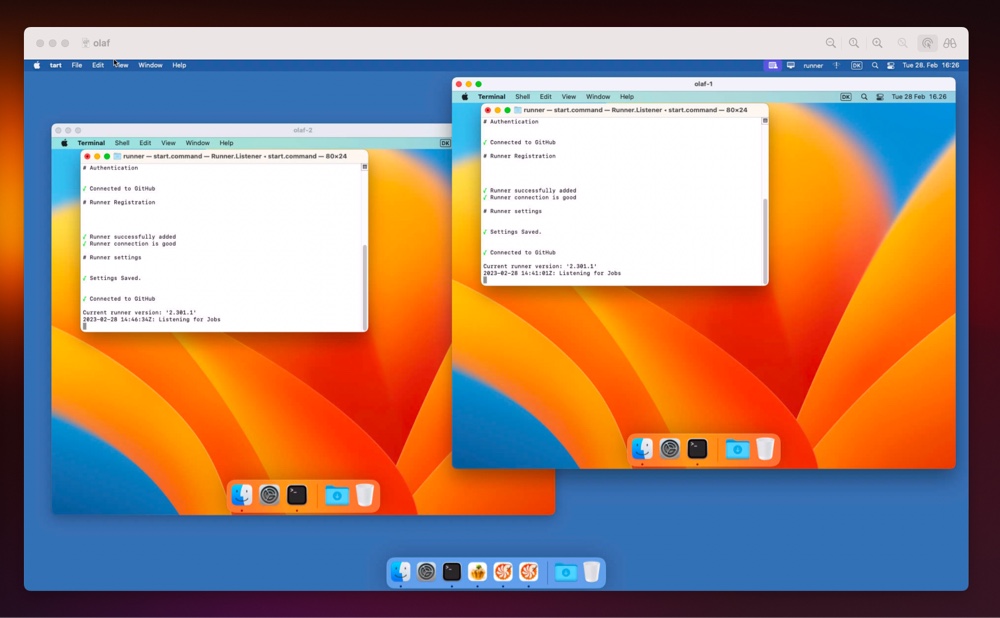 olaf
tart File Edit View Window Help runner DK Tue 28. Feb 16:26
olaf-1
Terminal Shell Edit View Window Help DK Tue 28 Feb 16.26
runner — start.command — Runner.Listener • start.command — 80×24
# Authentication
√ Connected to GitHub
# Runner Registration
√ Runner successfully added
√ Runner connection is good
# Runner settings
√ Settings Saved.
√ Connected to GitHub
Current runner version: '2.301.1'
2023-02-28 14:41:01Z: Listening for Jobs
olaf-2
Terminal Shell Edit View Window Help DK
runner — start.command — Runner.Listener • start.command — 80×24
# Authentication
√ Connected to GitHub
# Runner Registration
√ Runner successfully added
√ Runner connection is good
# Runner settings
√ Settings Saved.
√ Connected to GitHub
Current runner version: '2.301.1'
2023-02-28 14:46:34Z: Listening for Jobs